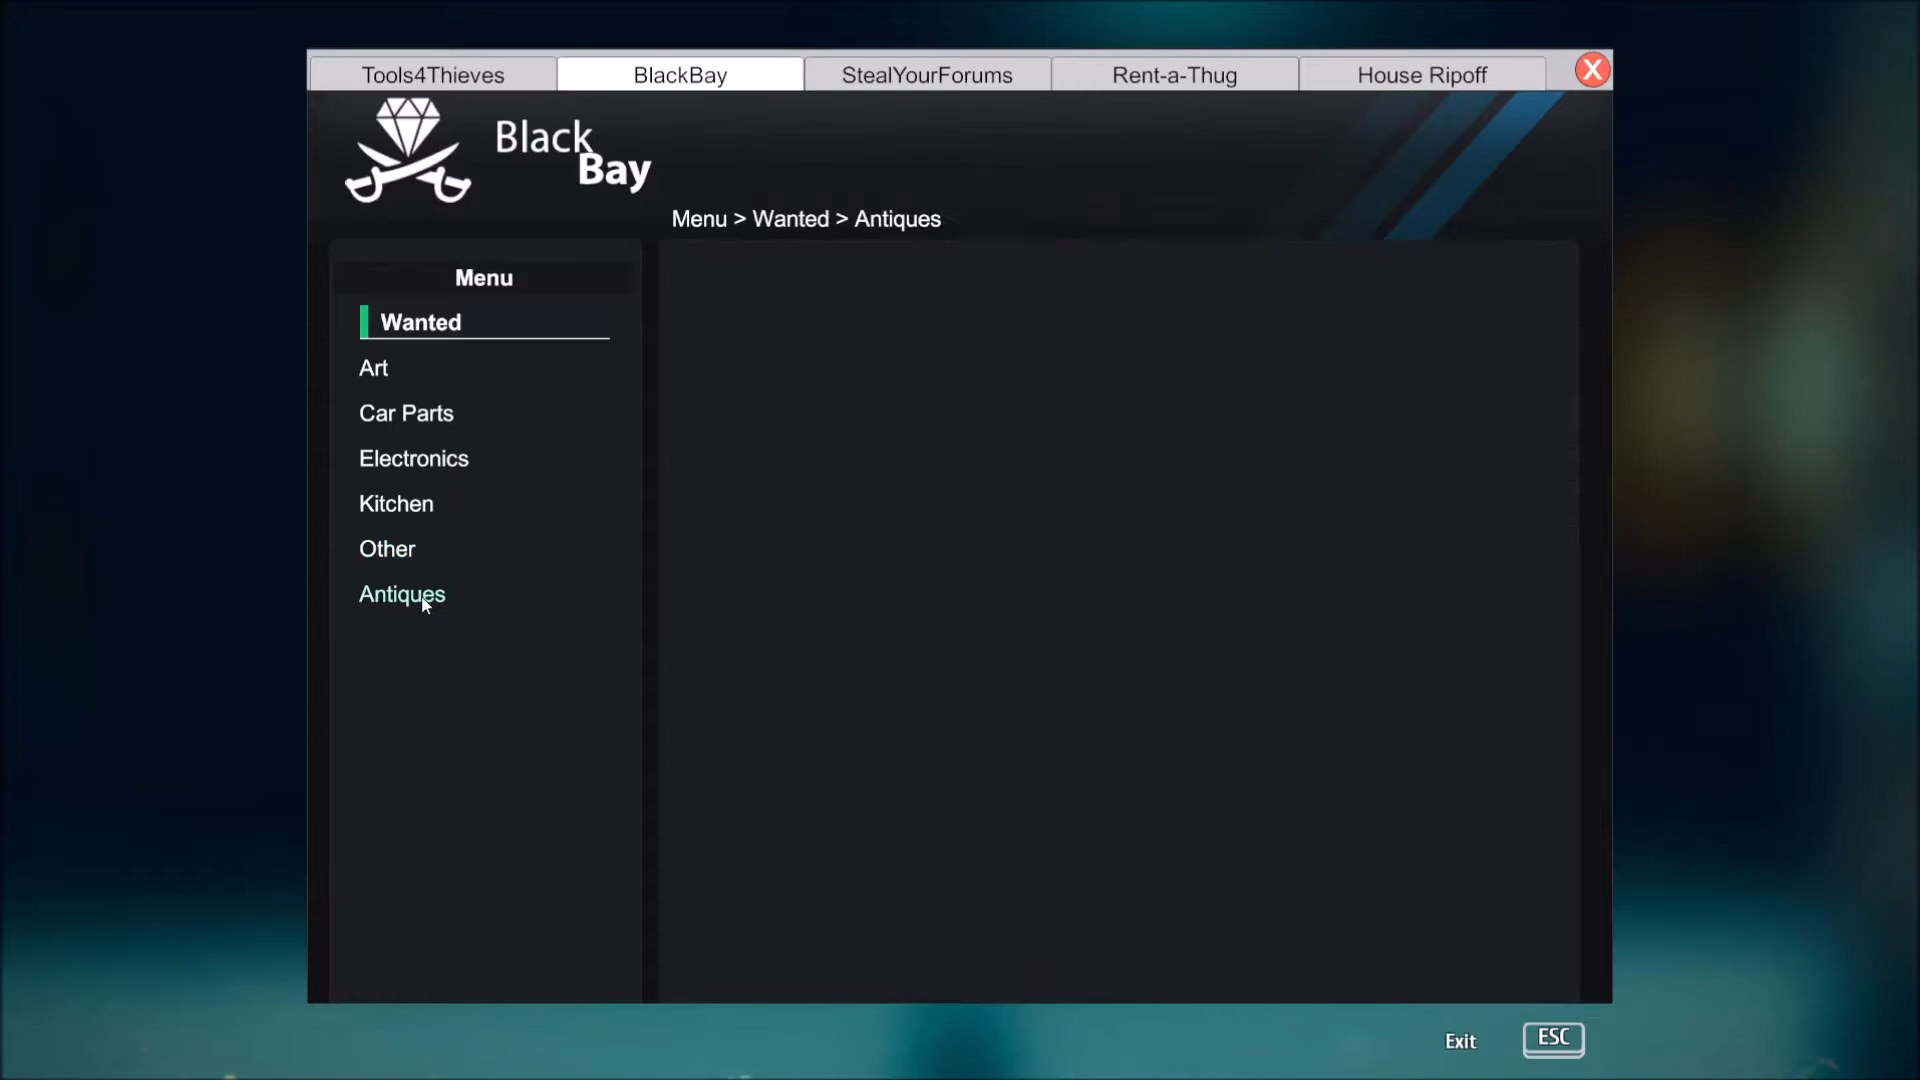 Tools4Thieves
BlackBay
StealYourForums
Rent-a-Thug
House Ripoff
X
Black
Bay
Menu > Wanted > Antiques
Menu
Wanted
Art
Car Parts
Electronics
Kitchen
Other
Antiques
Exit ESC